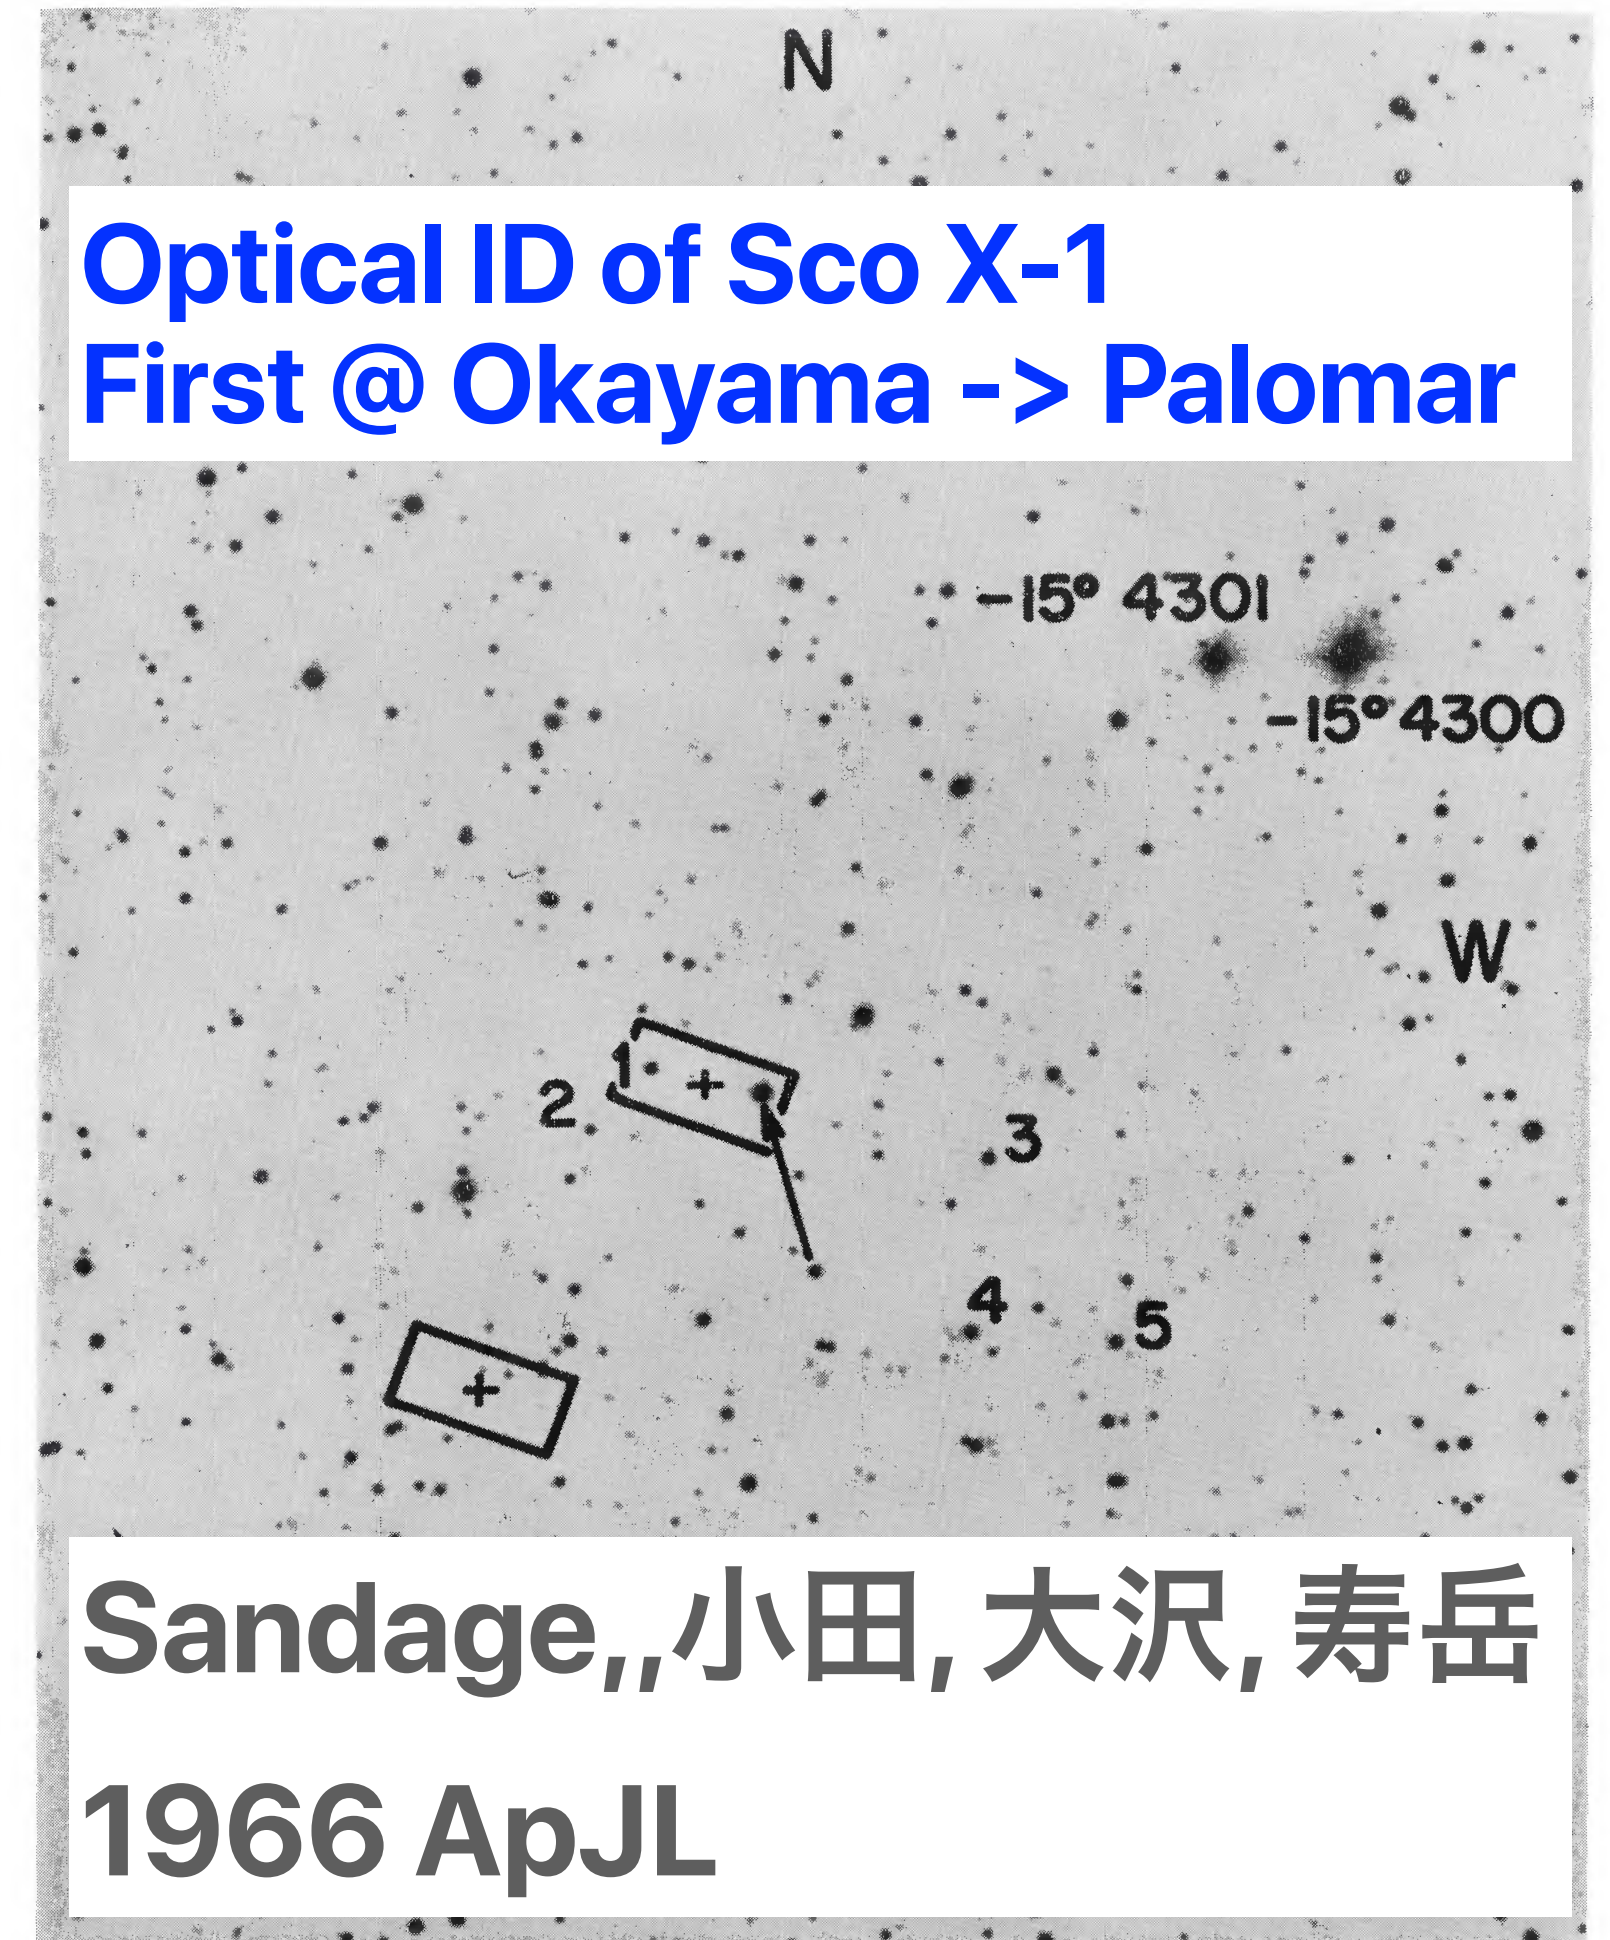 N
Optical ID of Sco X-1
First @ Okayama -> Palomar
-15° 4301
-15° 4300
W
1
2
3
4
5
Sandage,,小田, 大沢, 寿岳
1966 ApJL